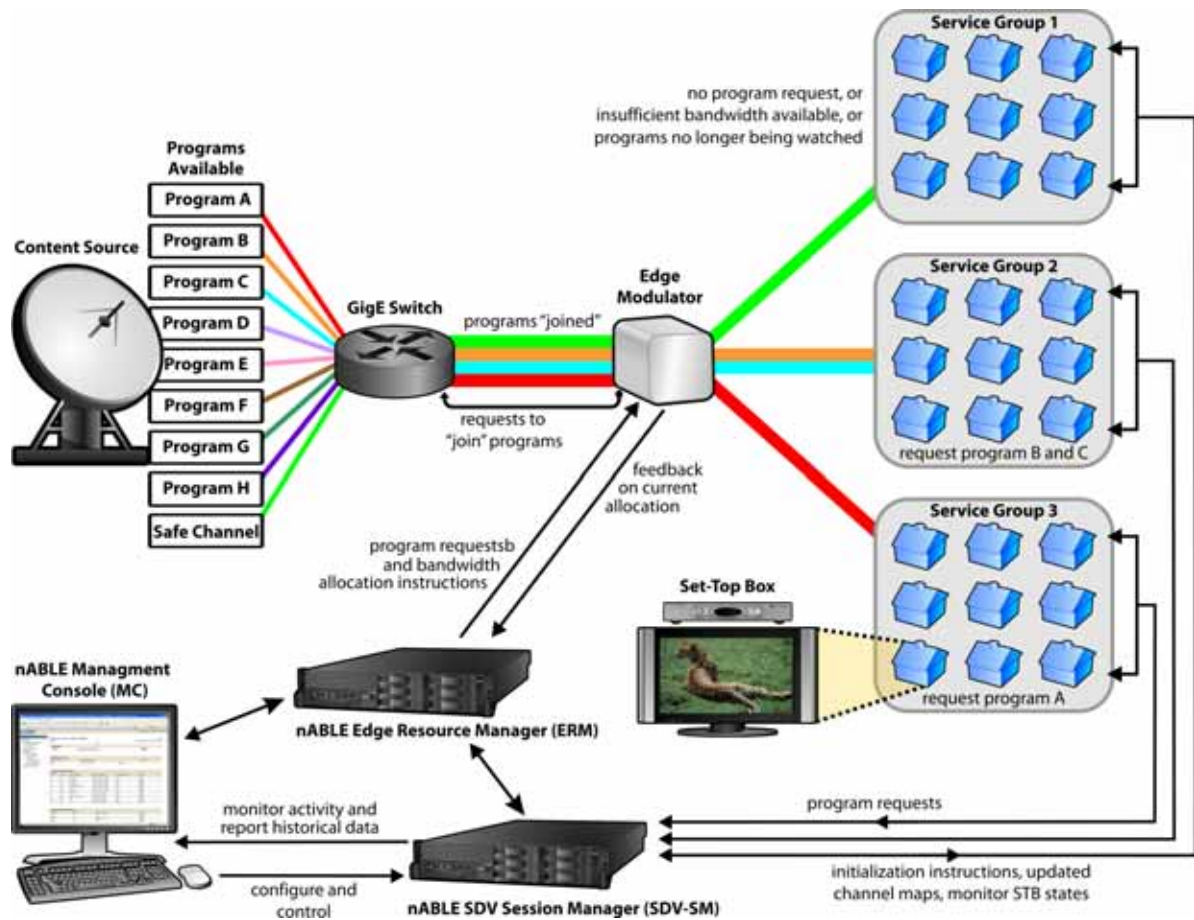 Service Group 1
no program request, or
insufficient bandwidth available, or
programs no longer being watched
Programs
Available
Program A
Program B
Content Source
Program C
Program D
Program E
Program F
Program G
Program H
Safe Channel
GigE Switch
programs "joined"
Edge
Modulator
requests to
"join" programs
Service Group 2
request program B and C
feedback
on current
allocation
program requestsb
and bandwidth
allocation instructions
Service Group 3
request program A
Set-Top Box
nABLE Managment
Console (MC)
nABLE Edge Resource Manager (ERM)
monitor activity and
report historical data
configure and
control
nABLE SDV Session Manager (SDV-SM)
program requests
initialization instructions, updated
channel maps, monitor STB states